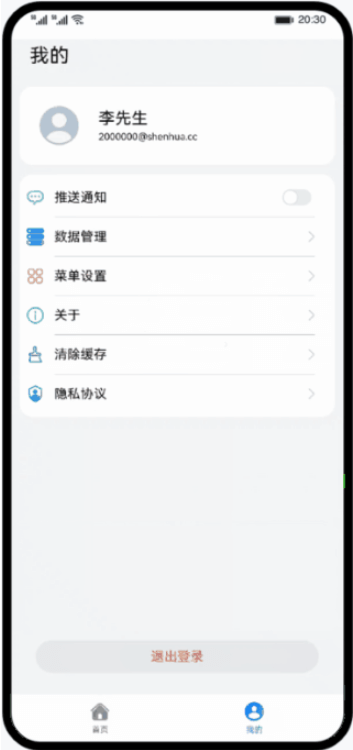 20:30
我的
李先生
2000000@shenhua.cc
推送通知
数据管理
菜单设置
关于
清除缓存
隐私协议
退出登录
首页
我的